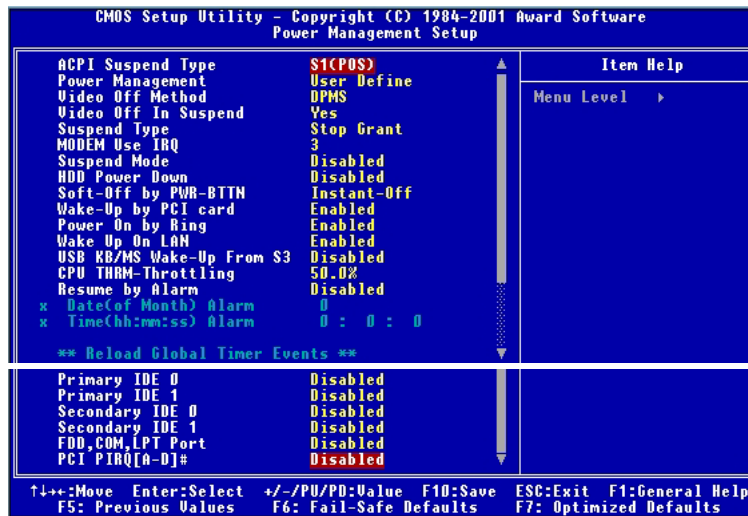 CMOS Setup Utility - Copyright (C) 1984-2001 Award Software
Power Management Setup
ACPI Suspend Type S1(POS)
Power Management User Define
Video Off Method DPMS
Video Off In Suspend Yes
Suspend Type Stop Grant
MODEM Use IRQ 3
Suspend Mode Disabled
HDD Power Down Disabled
Soft-Off by PWR-BTTN Instant-Off
Wake-Up by PCI card Enabled
Power On by Ring Enabled
Wake Up On LAN Enabled
USB KB/MS Wake-Up From S3 Disabled
CPU THRM-Throttling 50.0%
Resume by Alarm Disabled
x Date(of Month) Alarm 0
x Time(hh:mm:ss) Alarm 0 : 0 : 0
** Reload Global Timer Events **
Primary IDE 0 Disabled
Primary IDE 1 Disabled
Secondary IDE 0 Disabled
Secondary IDE 1 Disabled
FDD,COM,LPT Port Disabled
PCI PIRQ[A-D]# Disabled
Item Help
Menu Level ▸
↑↓→←:Move Enter:Select +/-/PU/PD:Value F10:Save ESC:Exit F1:General Help
F5: Previous Values F6: Fail-Safe Defaults F7: Optimized Defaults